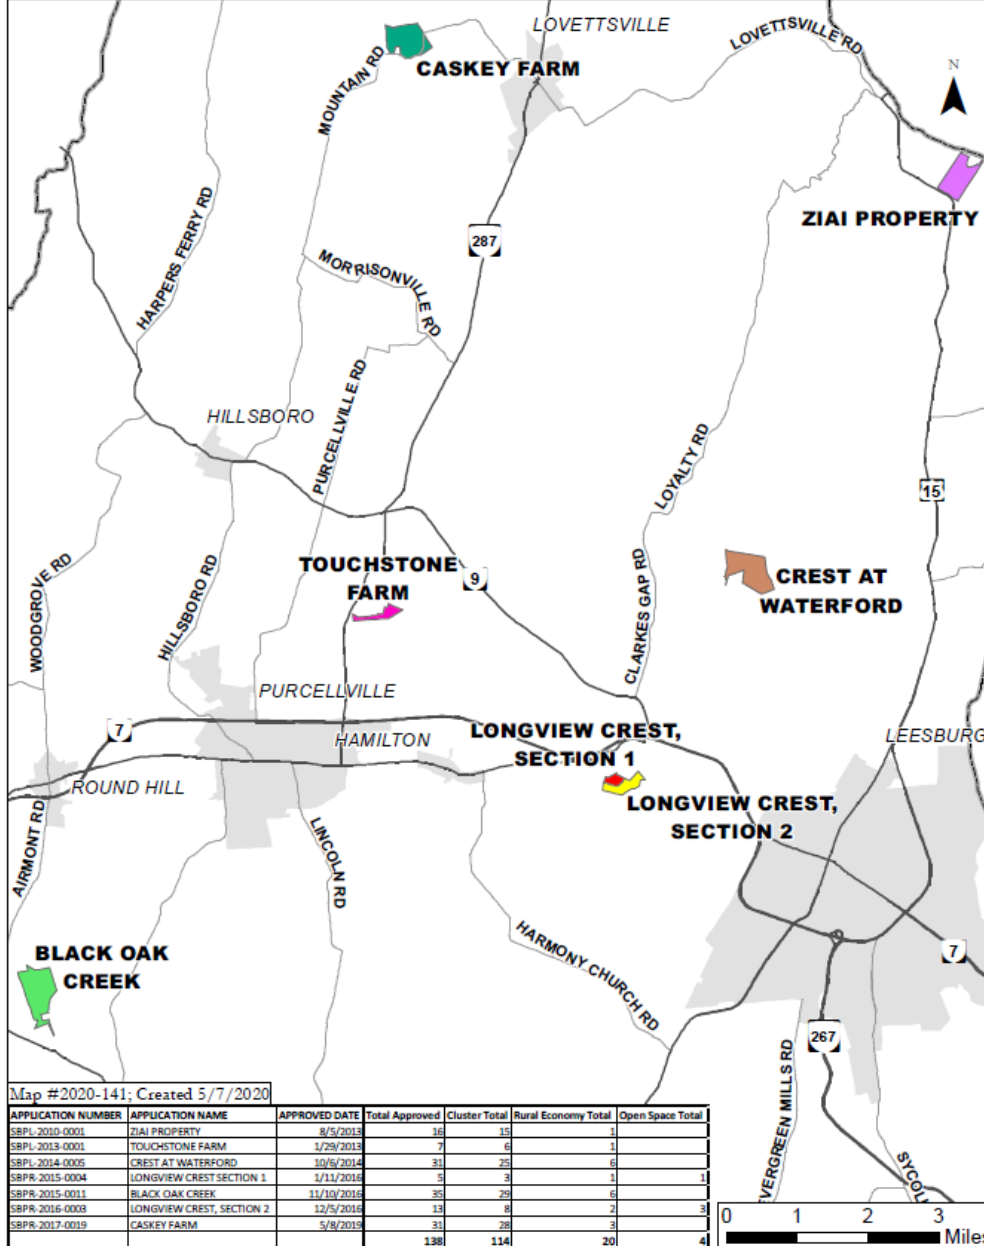 LOVETTSVILLE
LOVETTSVILLE RD
MOUNTAIN RD
CASKEY FARM
N
ZIAI PROPERTY
HARPERS FERRY RD
287
MORRISONVILLE RD
PURCELLVILLE RD
HILLSBORO
LOYALTY RD
15
WOODGROVE RD
HILLSBORO RD
TOUCHSTONE
FARM
9
CLARKES GAP RD
CREST AT
WATERFORD
PURCELLVILLE
7
HAMILTON
LONGVIEW CREST,
SECTION 1
LEESBURG
ROUND HILL
LONGVIEW CREST,
SECTION 2
AIRMONT RD
LINCOLN RD
HARMONY CHURCH RD
BLACK OAK
CREEK
7
267
VERGREEN MILLS RD
SYCOL
Map #2020-141; Created 5/7/2020
APPLICATION NUMBER APPLICATION NAME APPROVED DATE Total Approved Cluster Total Rural Economy Total Open Space Total
SBPL-2010-0001 ZIAI PROPERTY 8/5/2013 16 15 1
SBPL-2013-0001 TOUCHSTONE FARM 1/29/2013 7 6 1
SBPL-2014-0005 CREST AT WATERFORD 10/6/2014 31 25 6
SBPR-2015-0004 LONGVIEW CREST SECTION 1 1/11/2016 5 3 1 1
SBPR-2015-0011 BLACK OAK CREEK 11/10/2016 35 29 6
SBPR-2016-0003 LONGVIEW CREST, SECTION 2 12/5/2016 13 8 2 3
SBPR-2017-0019 CASKEY FARM 5/8/2019 31 28 3
138 114 20 4
0 1 2 3
Miles